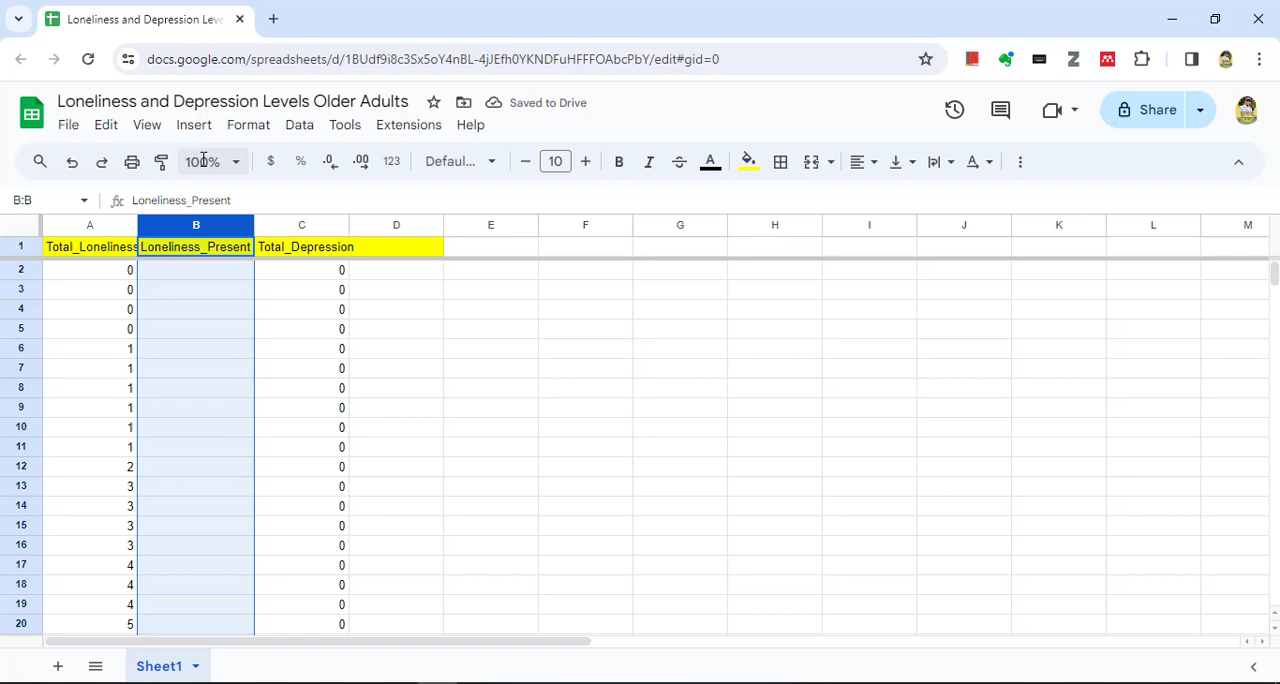 Loneliness and Depression Leve
docs.google.com/spreadsheets/d/1BUdf9i8c3Sx5oY4nBL-4jJEfh0YKNDFuHFFFOAbcPbY/edit#gid=0
Loneliness and Depression Levels Older Adults
Saved to Drive
Share
File Edit View Insert Format Data Tools Extensions Help
100% $ % .0 .00 123 Defaul... 10 B I A
B:B fx Loneliness_Present
A B C D E F G H I J K L M
1 Total_Loneliness Loneliness_Present Total_Depression
2 0 0
3 0 0
4 0 0
5 0 0
6 1 0
7 1 0
8 1 0
9 1 0
10 1 0
11 1 0
12 2 0
13 3 0
14 3 0
15 3 0
16 3 0
17 4 0
18 4 0
19 4 0
20 5 0
Sheet1